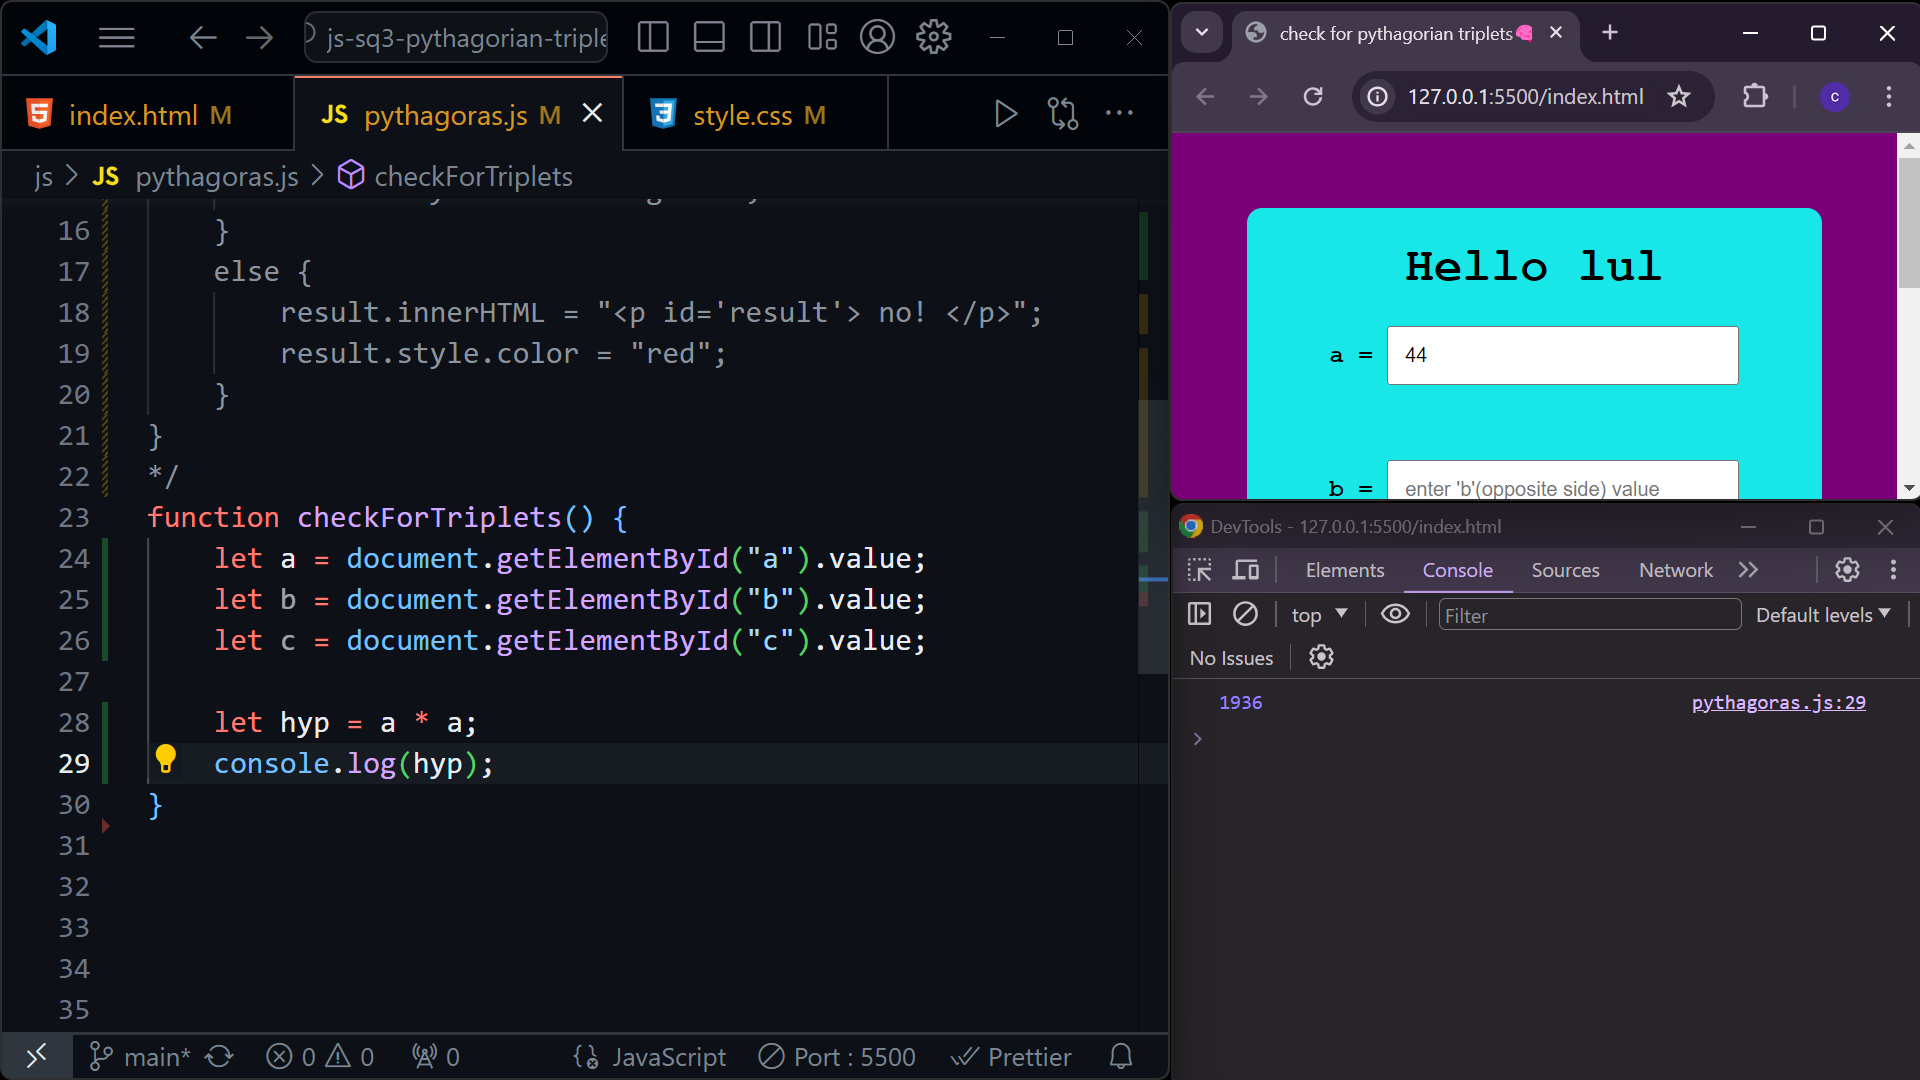 js-sq3-pythagorian-triple
index.html M
JS pythagoras.js M
style.css M
js > JS pythagoras.js > checkForTriplets
16 }
17 else {
18 result.innerHTML = "<p id='result'> no! </p>";
19 result.style.color = "red";
20 }
21 }
22 */
23 function checkForTriplets() {
24 let a = document.getElementById("a").value;
25 let b = document.getElementById("b").value;
26 let c = document.getElementById("c").value;
27
28 let hyp = a * a;
29 console.log(hyp);
30 }
31
32
33
34
35
main* 0 0 0 JavaScript Port : 5500 Prettier
check for pythagorian triplets🧠
127.0.0.1:5500/index.html
c
Hello lul
a = 44
b = enter 'b'(opposite side) value
DevTools - 127.0.0.1:5500/index.html
Elements Console Sources Network
top Filter Default levels
No Issues
1936 pythagoras.js:29